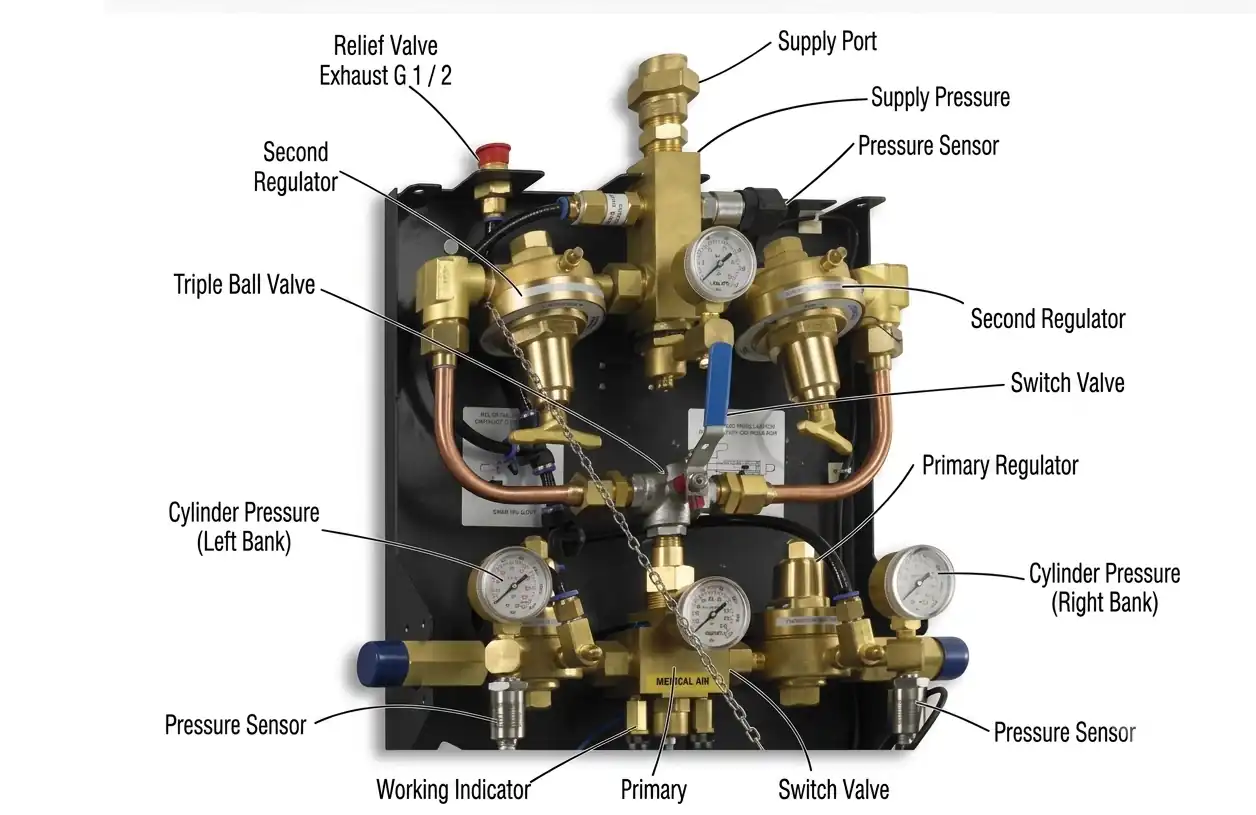 Relief Valve
Exhaust G 1 / 2
Supply Port
Supply Pressure
Pressure Sensor
Second
Regulator
Triple Ball Valve
Second Regulator
Switch Valve
Primary Regulator
Cylinder Pressure
(Left Bank)
Cylinder Pressure
(Right Bank)
MEDICAL AIR
Pressure Sensor
Pressure Sensor
Working Indicator
Primary
Switch Valve